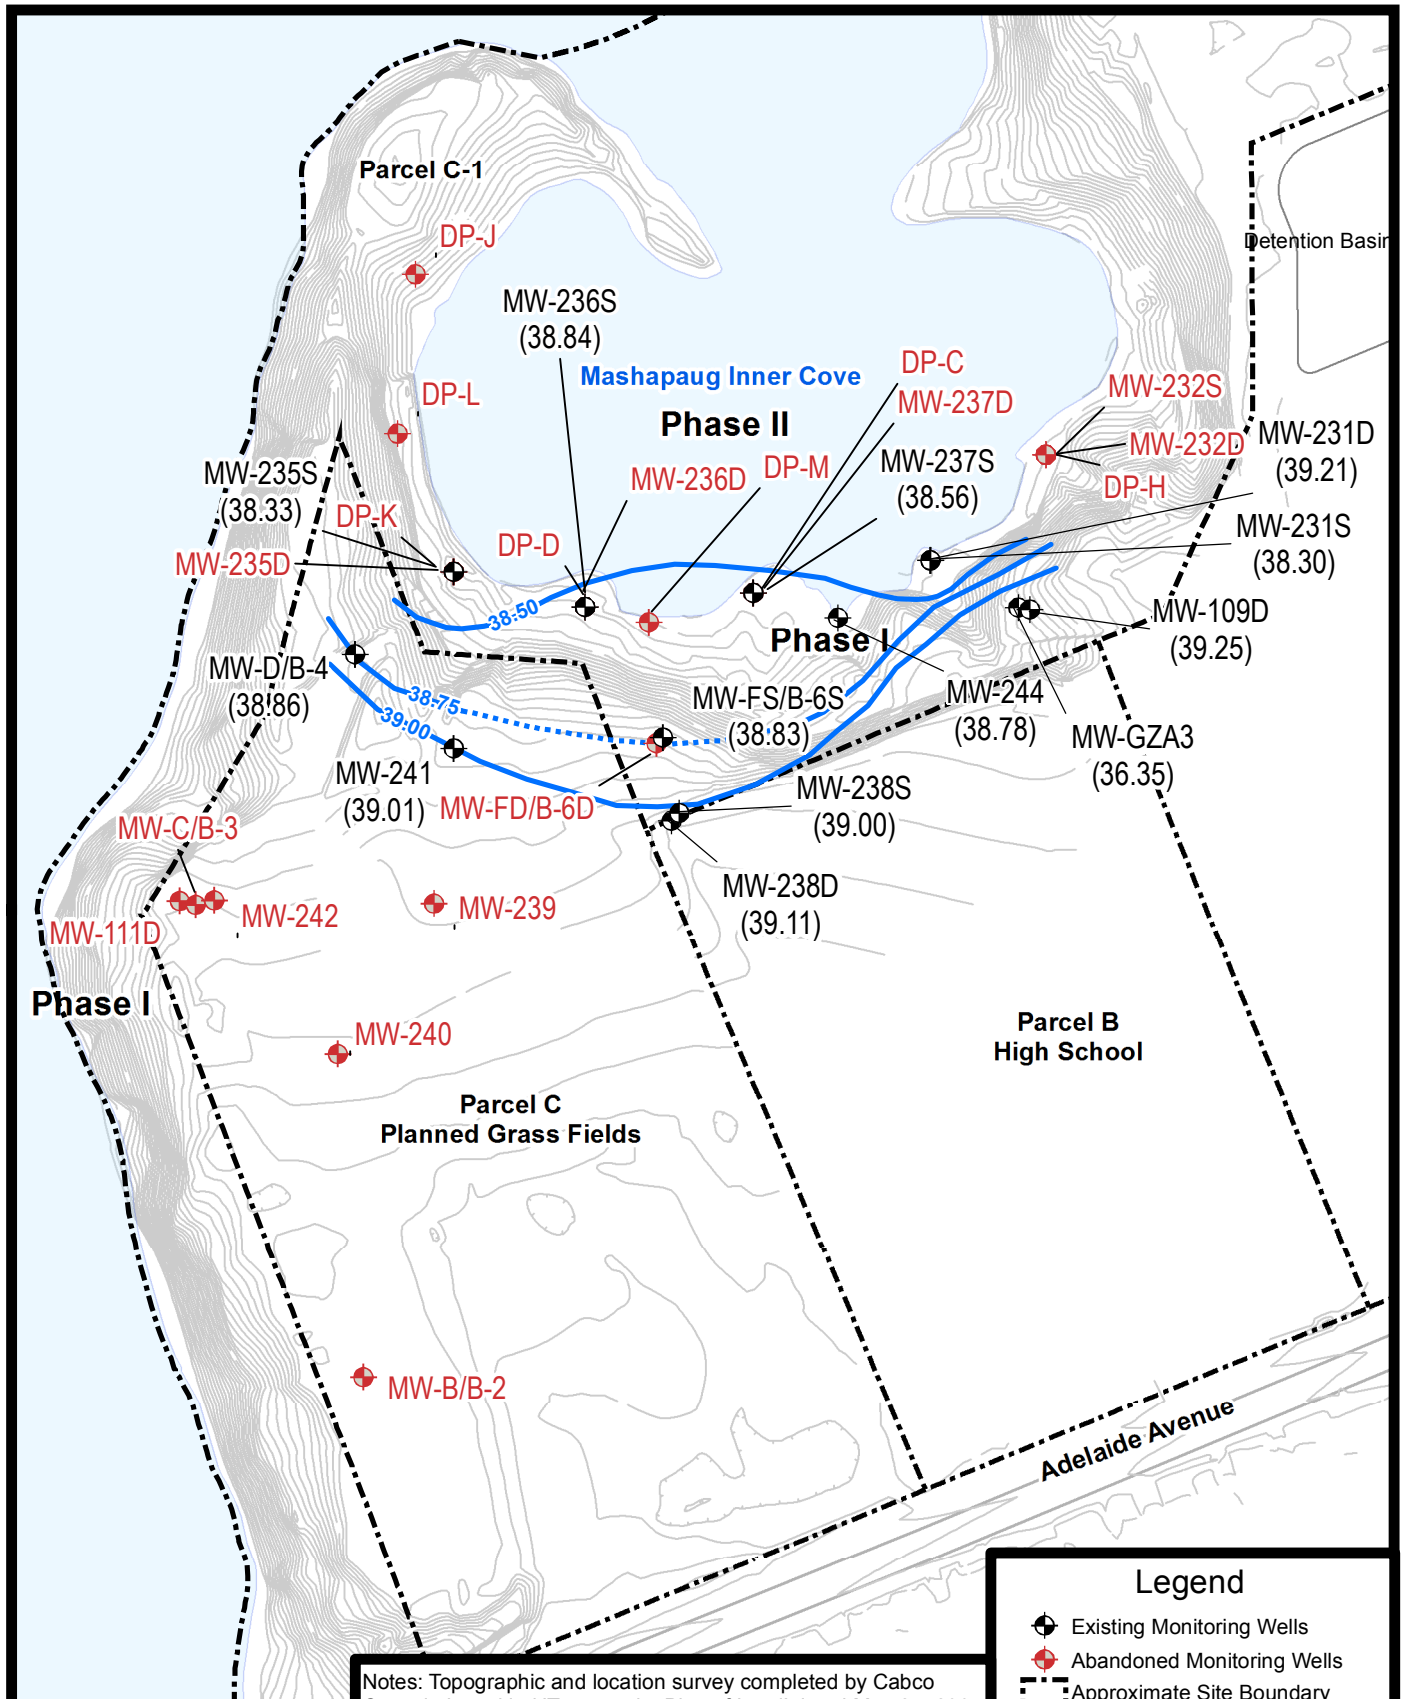 Parcel C-1
DP-J
Detention Basin
MW-236S
(38.84)
Mashapaug Inner Cove
Phase II
DP-C
MW-237D
DP-L
MW-232S
MW-232D
DP-H
MW-231D
(39.21)
MW-235S
(38.33)
DP-K
MW-235D
MW-236D
DP-M
MW-237S
(38.56)
DP-D
MW-231S
(38.30)
38.50
Phase I
MW-109D
(39.25)
MW-D/B-4
(38.86)
38.75
39.00
MW-FS/B-6S
(38.83)
MW-244
(38.78)
MW-GZA3
(36.35)
MW-241
(39.01)
MW-FD/B-6D
MW-238S
(39.00)
MW-C/B-3
MW-238D
(39.11)
MW-111D
MW-242
MW-239
Phase I
MW-240
Parcel B
High School
Parcel C
Planned Grass Fields
MW-B/B-2
Adelaide Avenue
Legend
Existing Monitoring Wells
Abandoned Monitoring Wells
Approximate Site Boundary
Notes: Topographic and location survey completed by Cabco